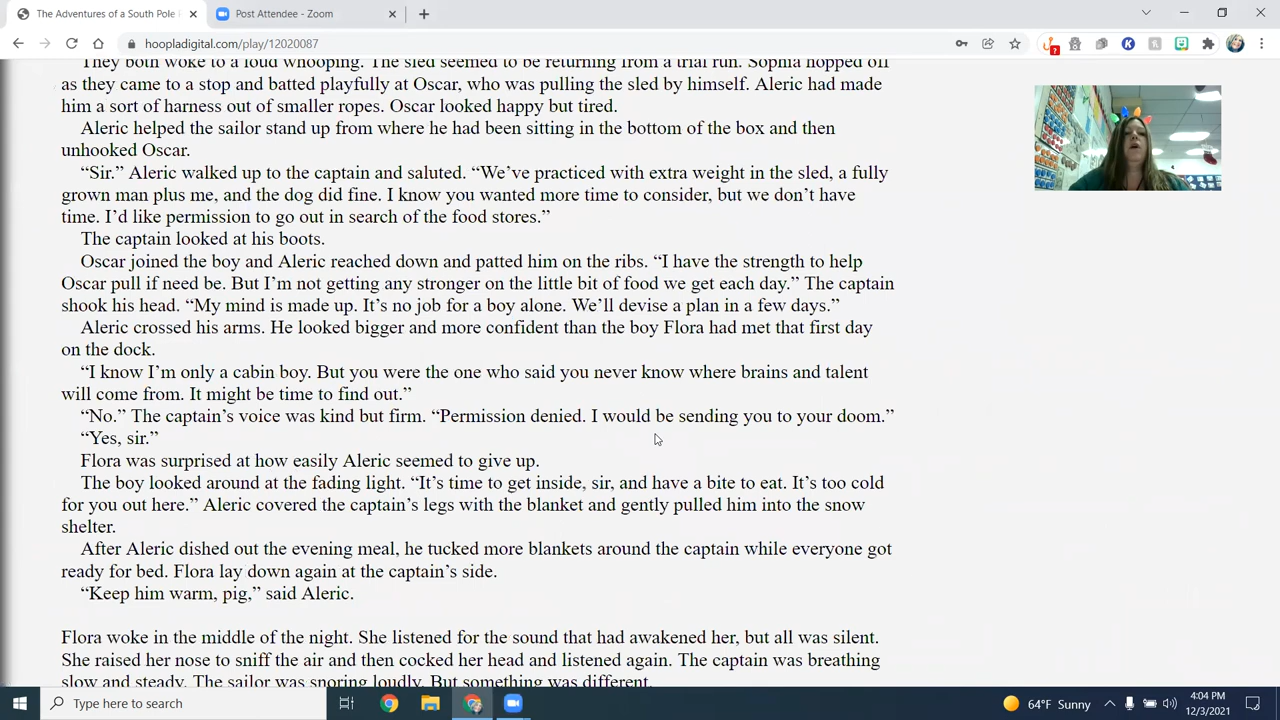 The Adventures of a South Pole
Post Attendee - Zoom
hoopladigital.com/play/12020087
They both woke to a loud whooping. The sled seemed to be returning from a trial run. Sophia hopped off
as they came to a stop and batted playfully at Oscar, who was pulling the sled by himself. Aleric had made
him a sort of harness out of smaller ropes. Oscar looked happy but tired.
Aleric helped the sailor stand up from where he had been sitting in the bottom of the box and then
unhooked Oscar.
“Sir.” Aleric walked up to the captain and saluted. “We’ve practiced with extra weight in the sled, a fully
grown man plus me, and the dog did fine. I know you wanted more time to consider, but we don’t have
time. I’d like permission to go out in search of the food stores.”
The captain looked at his boots.
Oscar joined the boy and Aleric reached down and patted him on the ribs. “I have the strength to help
Oscar pull if need be. But I’m not getting any stronger on the little bit of food we get each day.” The captain
shook his head. “My mind is made up. It’s no job for a boy alone. We’ll devise a plan in a few days.”
Aleric crossed his arms. He looked bigger and more confident than the boy Flora had met that first day
on the dock.
“I know I’m only a cabin boy. But you were the one who said you never know where brains and talent
will come from. It might be time to find out.”
“No.” The captain’s voice was kind but firm. “Permission denied. I would be sending you to your doom.”
“Yes, sir.”
Flora was surprised at how easily Aleric seemed to give up.
The boy looked around at the fading light. “It’s time to get inside, sir, and have a bite to eat. It’s too cold
for you out here.” Aleric covered the captain’s legs with the blanket and gently pulled him into the snow
shelter.
After Aleric dished out the evening meal, he tucked more blankets around the captain while everyone got
ready for bed. Flora lay down again at the captain’s side.
“Keep him warm, pig,” said Aleric.
Flora woke in the middle of the night. She listened for the sound that had awakened her, but all was silent.
She raised her nose to sniff the air and then cocked her head and listened again. The captain was breathing
slow and steady. The sailor was snoring loudly. But something was different.
Type here to search
64°F Sunny
4:04 PM
12/3/2021